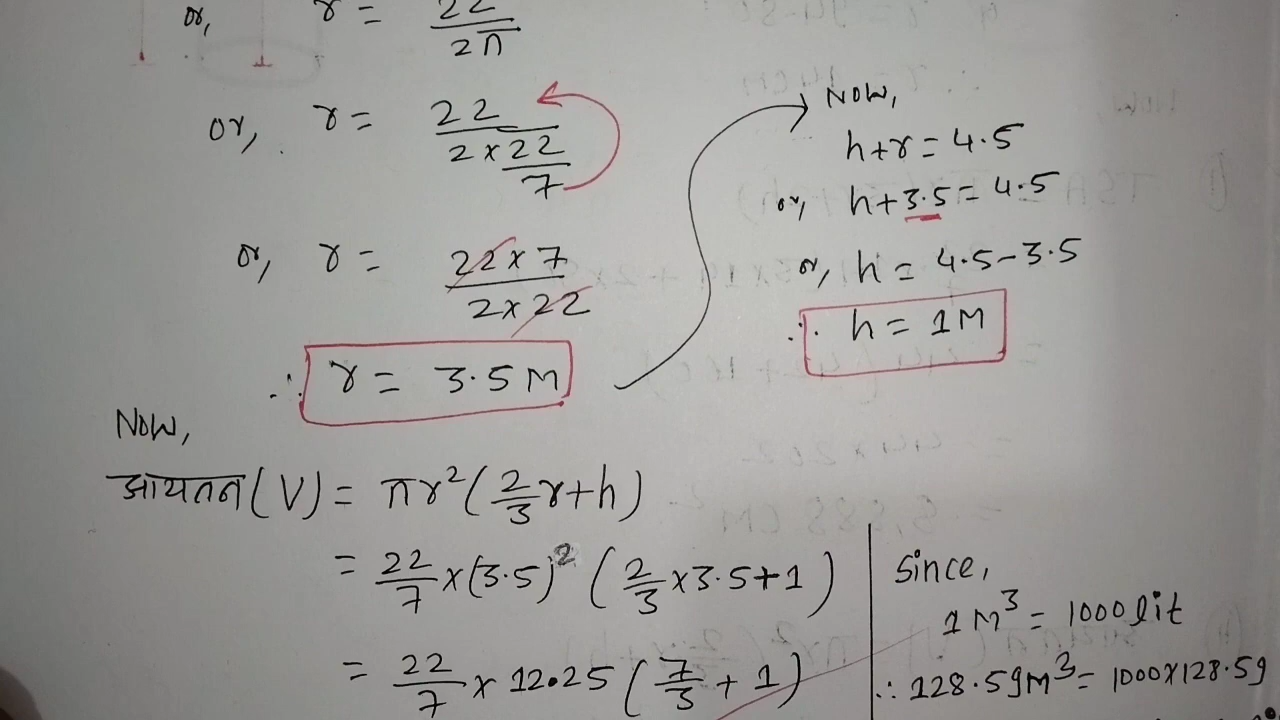 or, r = 22/2π
or, r = 22/(2×22/7)
or, r = 22×7/2×22
∴ r = 3.5 M
Now,
h+r = 4.5
or, h+3.5 = 4.5
or, h = 4.5-3.5
∴ h = 1M
Now,
आयतन (V) = πr²(2/3 r+h)
= 22/7 × (3.5)² (2/3 × 3.5+1)
= 22/7 × 12.25 (7/3 + 1)
Since,
1 M³ = 1000 lit
∴ 128.59M³ = 1000×128.59